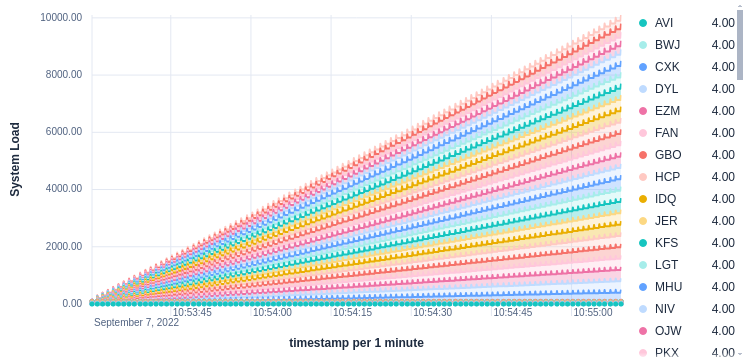 10000.00
8000.00
6000.00
4000.00
2000.00
0.00
System Load
10:53:45
10:54:00
10:54:15
10:54:30
10:54:45
10:55:00
September 7, 2022
timestamp per 1 minute
AVI 4.00
BWJ 4.00
CXK 4.00
DYL 4.00
EZM 4.00
FAN 4.00
GBO 4.00
HCP 4.00
IDQ 4.00
JER 4.00
KFS 4.00
LGT 4.00
MHU 4.00
NIV 4.00
OJW 4.00
PKX 4.00